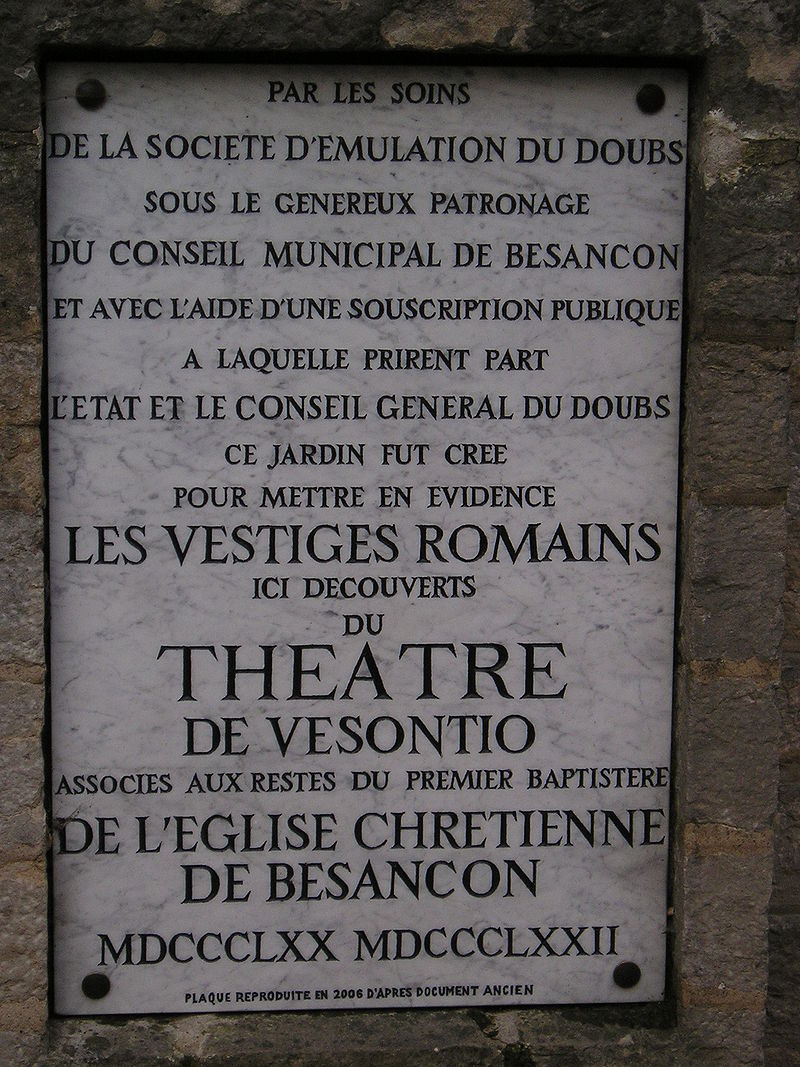 PAR LES SOINS
DE LA SOCIETE D'EMULATION DU DOUBS
SOUS LE GENEREUX PATRONAGE
DU CONSEIL MUNICIPAL DE BESANCON
ET AVEC L'AIDE D'UNE SOUSCRIPTION PUBLIQUE
A LAQUELLE PRIRENT PART
L'ETAT ET LE CONSEIL GENERAL DU DOUBS
CE JARDIN FUT CREE
POUR METTRE EN EVIDENCE
LES VESTIGES ROMAINS
ICI DECOUVERTS
DU
THEATRE
DE VESONTIO
ASSOCIES AUX RESTES DU PREMIER BAPTISTERE
DE L'EGLISE CHRETIENNE
DE BESANCON
MDCCCLXX MDCCCLXXII
PLAQUE REPRODUITE EN 2006 D'APRES DOCUMENT ANCIEN